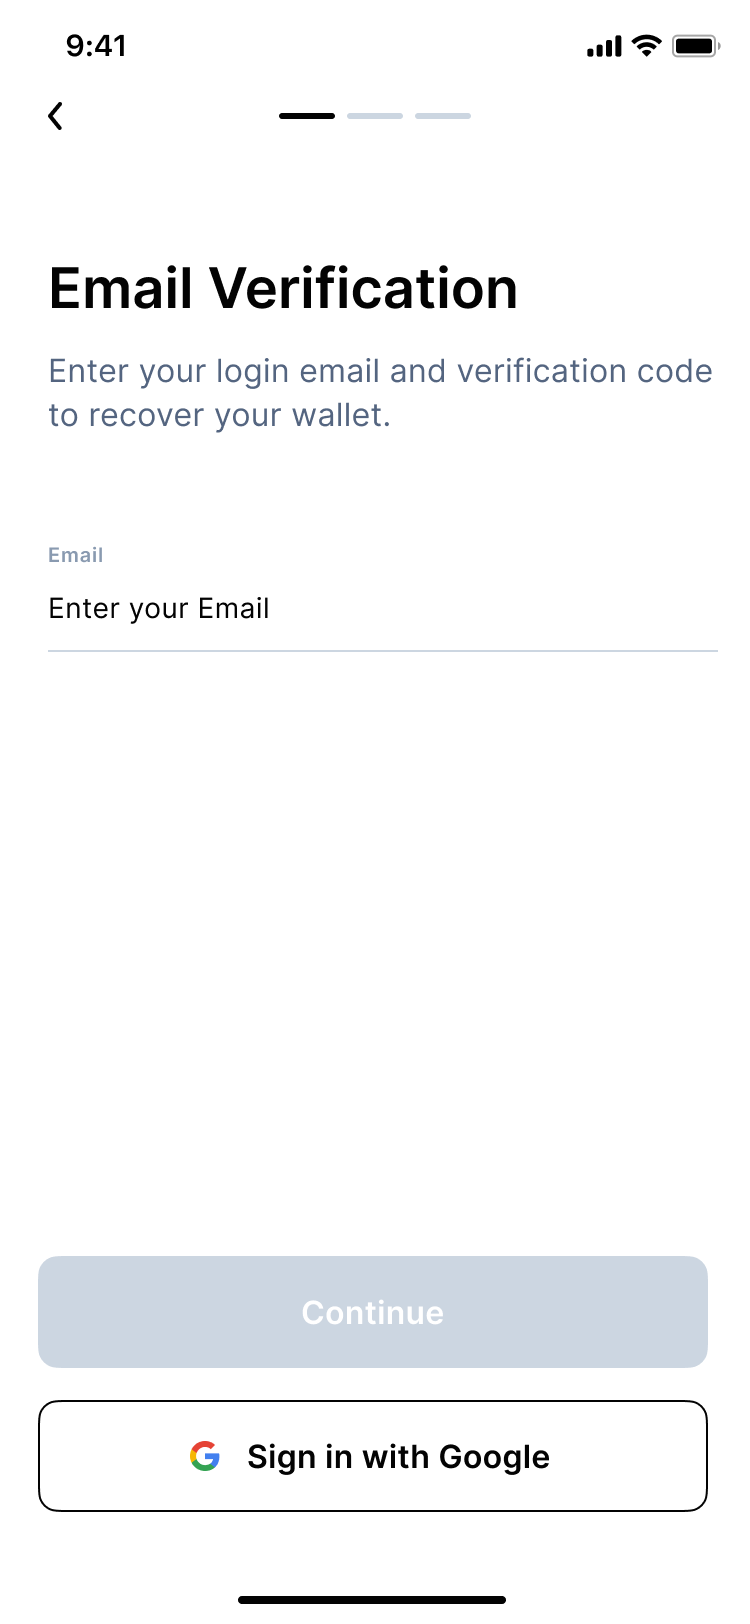 9:41
Email Verification
Enter your login email and verification code
to recover your wallet.
Email
Enter your Email
Continue
Sign in with Google